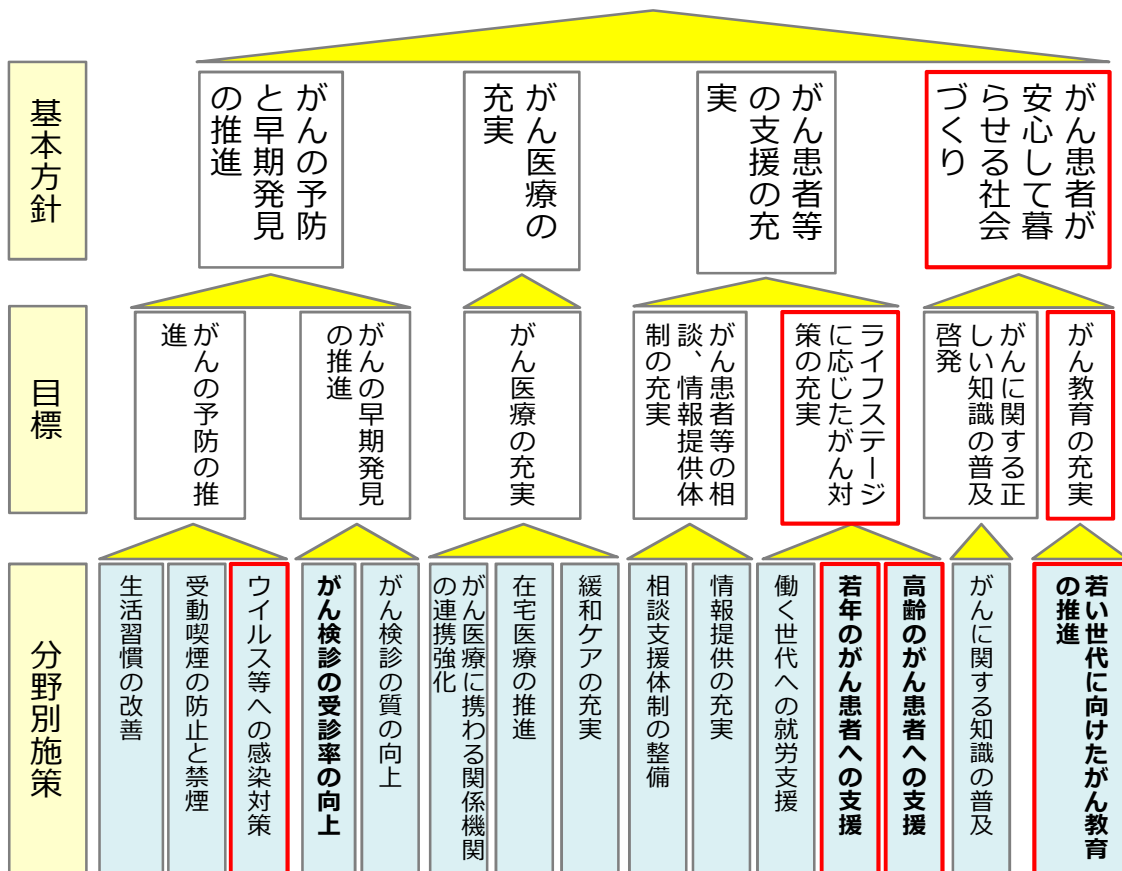 基本方針
がんの予防
と早期発見
の推進
がん医療の
充実
がん患者等
の支援の充
実
がん患者が
安心して暮
らせる社会
づくり
目標
がんの予防の推
進
がんの早期発見
の推進
がん医療の充実
がん患者等の相
談、情報提供体
制の充実
ライフステージ
に応じたがん対
策の充実
がんに関する正
しい知識の普及
啓発
がん教育の充実
分野別施策
生活習慣の改善
受動喫煙の防止と禁煙
ウイルス等への感染対策
がん検診の受診率の向上
がん検診の質の向上
がん医療に携わる関係機関
の連携強化
在宅医療の推進
緩和ケアの充実
相談支援体制の整備
情報提供の充実
働く世代への就労支援
若年のがん患者への支援
高齢のがん患者への支援
がんに関する知識の普及
若い世代に向けたがん教育
の推進